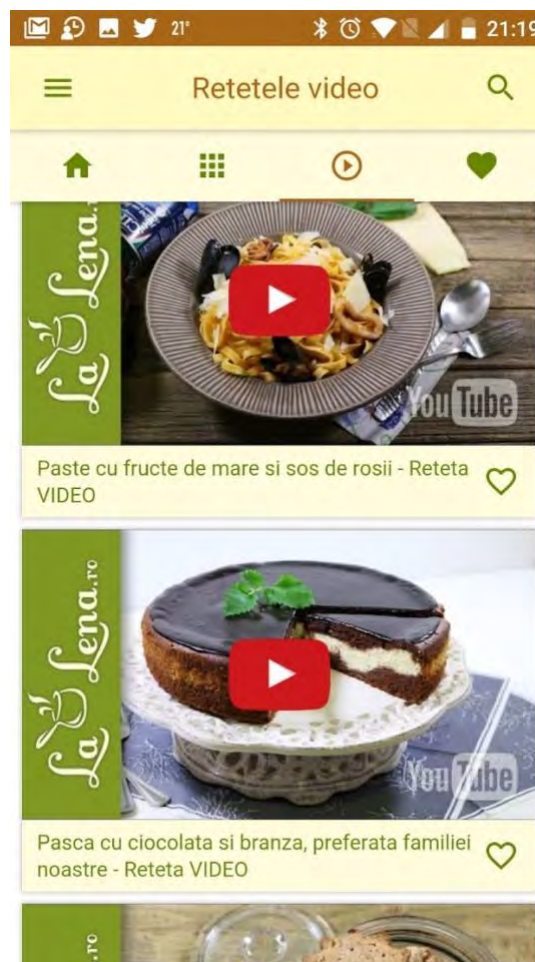 21° 21:19
Retetele video
La Lena.r
YouTube
Paste cu fructe de mare si sos de rosii - Reteta
VIDEO
La Lena.ro
YouTube
Pasca cu ciocolata si branza, preferata familiei
noastre - Reteta VIDEO
.ro